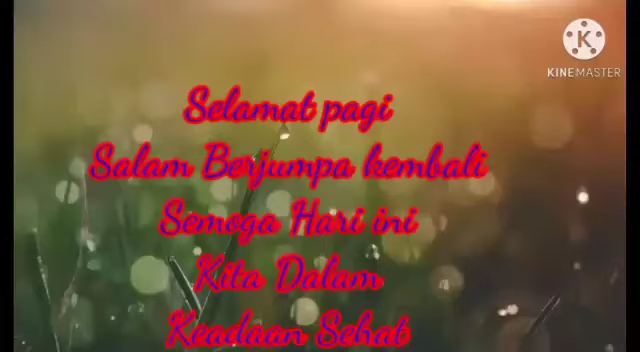 KINEMASTER
Selamat pagi
Salam Berjumpa kembali
Semoga Hari ini
Kita Dalam
Keadaan Sehat